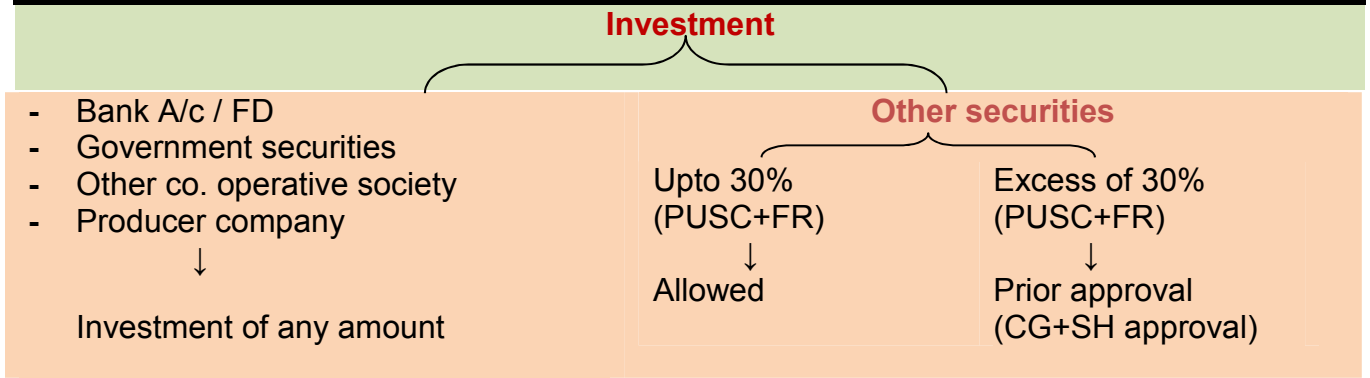 Investment
- Bank A/c / FD
- Government securities
- Other co. operative society
- Producer company
↓
Investment of any amount
Other securities
Upto 30%
(PUSC+FR)
↓
Allowed
Excess of 30%
(PUSC+FR)
↓
Prior approval
(CG+SH approval)